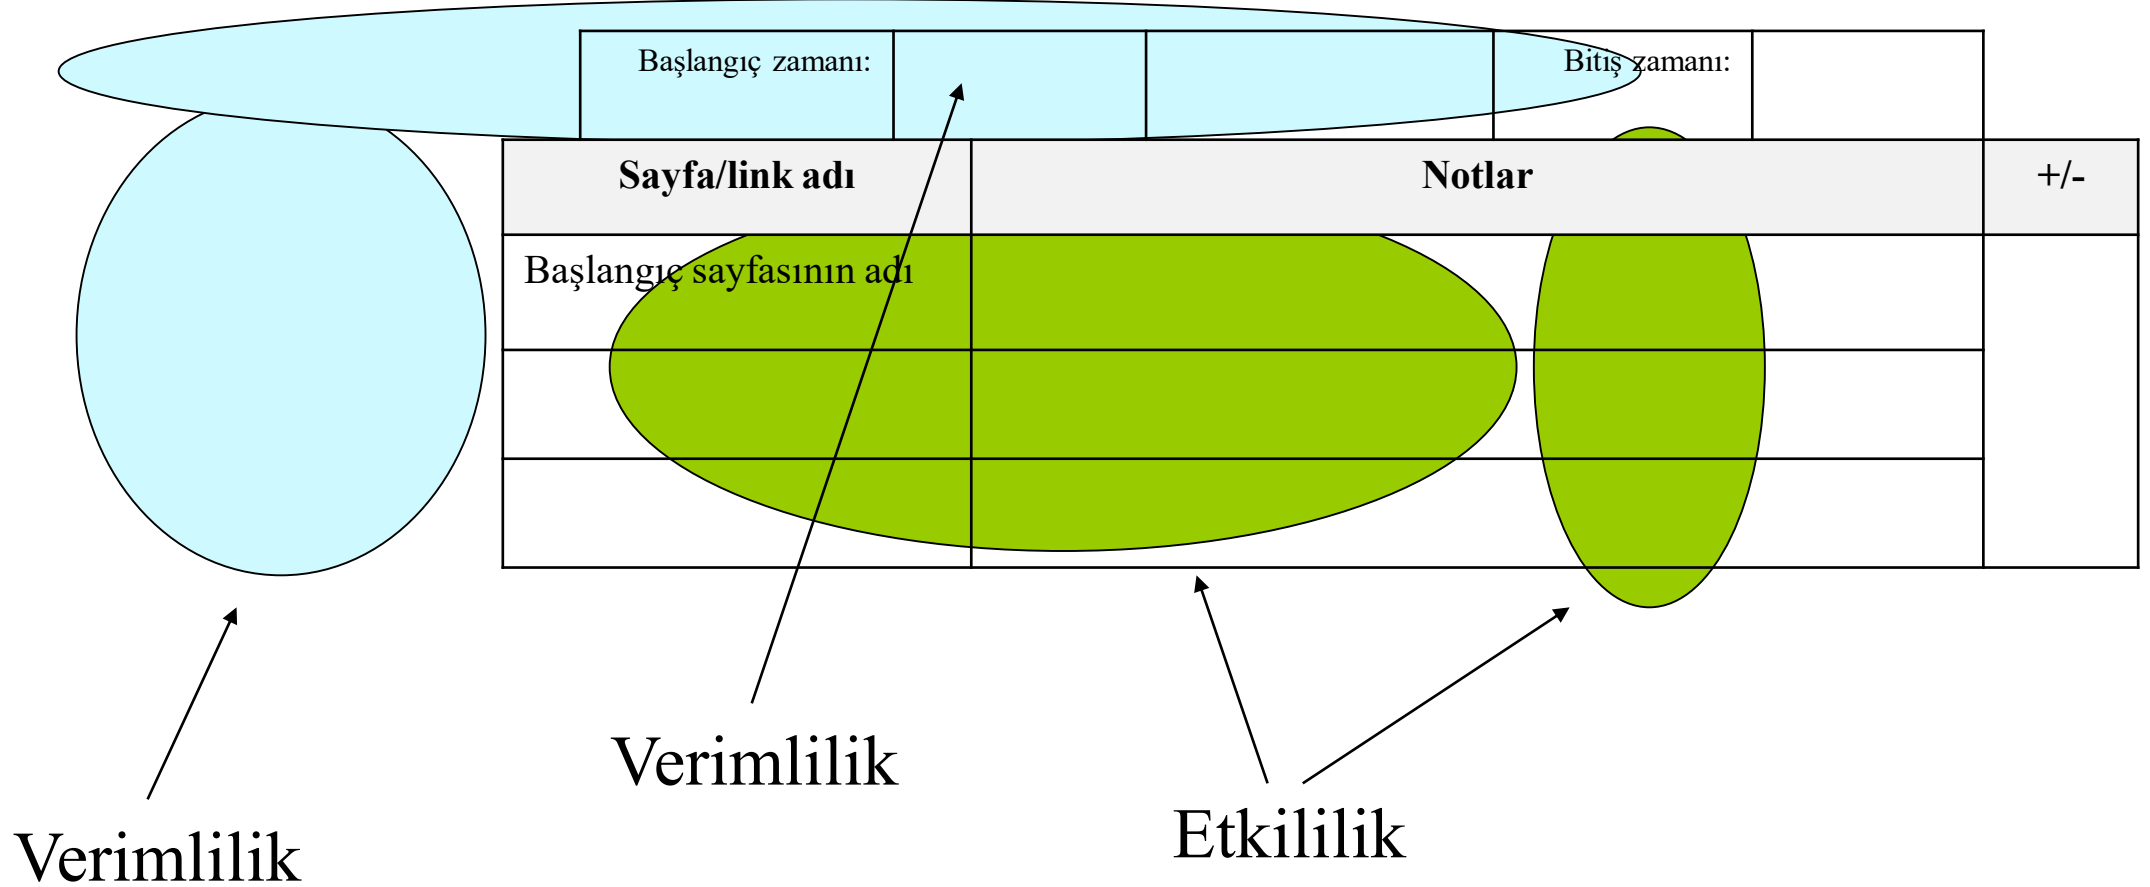 Başlangıç zamanı: Bitiş zamanı:
Sayfa/link adı Notlar +/-
Başlangıç sayfasının adı
Verimlilik
Etkililik
Verimlilik